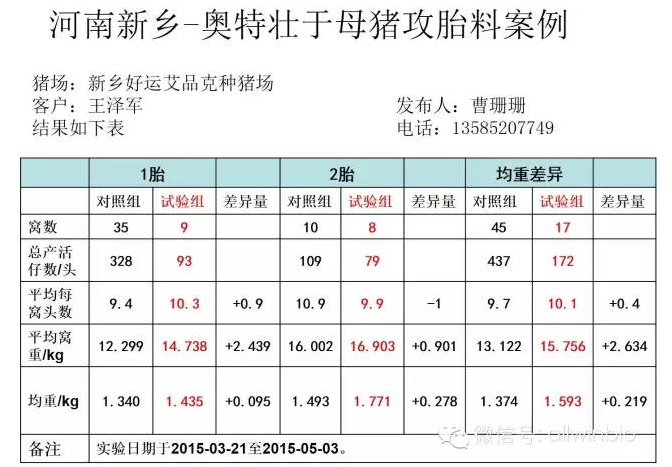 河南新乡-奥特壮于母猪攻胎料案例
猪场：新乡好运艾品克种猪场
客户：王泽军 发布人：曹珊珊
结果如下表 电话：13585207749
1胎 2胎 均重差异
对照组 试验组 差异量 对照组 试验组 差异量 对照组 试验组 差异量
窝数 35 9 10 8 45 17
总产活仔数/头 328 93 109 79 437 172
平均每窝头数 9.4 10.3 +0.9 10.9 9.9 -1 9.7 10.1 +0.4
平均窝重/kg 12.299 14.738 +2.439 16.002 16.903 +0.901 13.122 15.756 +2.634
均重/kg 1.340 1.435 +0.095 1.493 1.771 +0.278 1.374 1.593 +0.219
备注 实验日期于2015-03-21至2015-05-03。
微信号: allwinbio